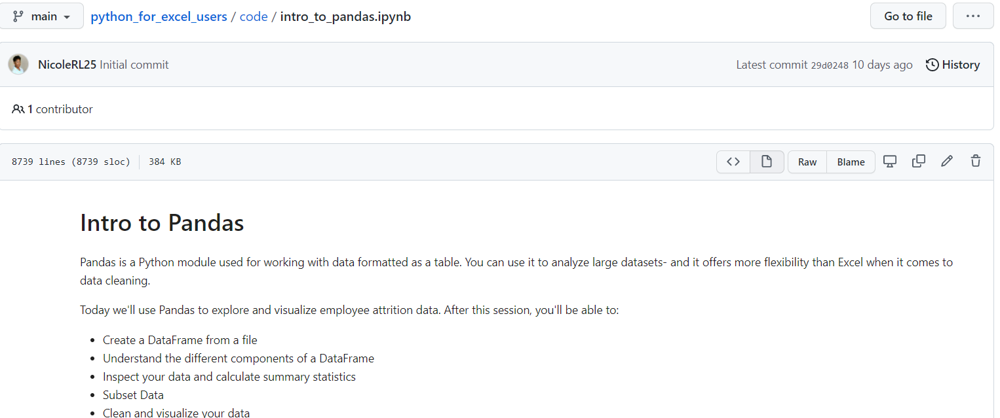 main python_for_excel_users / code / intro_to_pandas.ipynb Go to file ...
NicoleRL25 Initial commit Latest commit 29d0248 10 days ago History
1 contributor
8739 lines (8739 sloc) 384 KB <> Raw Blame
Intro to Pandas
Pandas is a Python module used for working with data formatted as a table. You can use it to analyze large datasets- and it offers more flexibility than Excel when it comes to
data cleaning.
Today we'll use Pandas to explore and visualize employee attrition data. After this session, you'll be able to:
• Create a DataFrame from a file
• Understand the different components of a DataFrame
• Inspect your data and calculate summary statistics
• Subset Data
• Clean and visualize your data